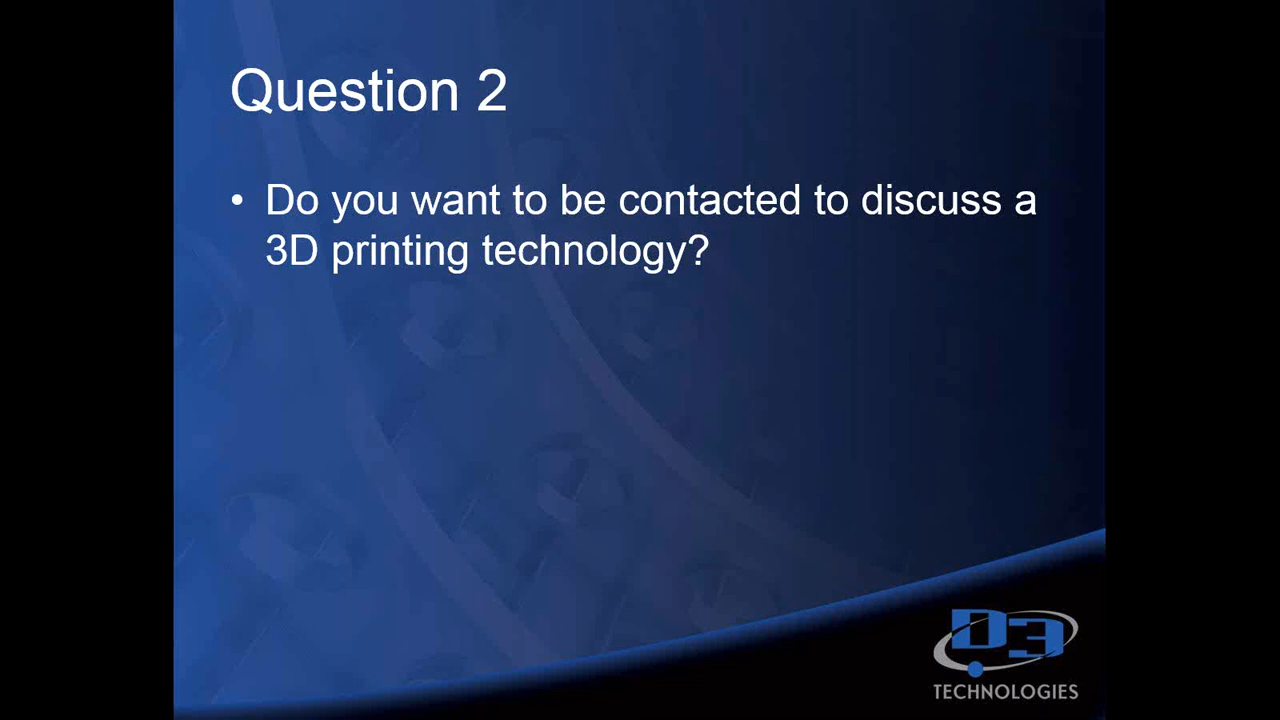 Question 2
• Do you want to be contacted to discuss a
3D printing technology?
D3
TECHNOLOGIES